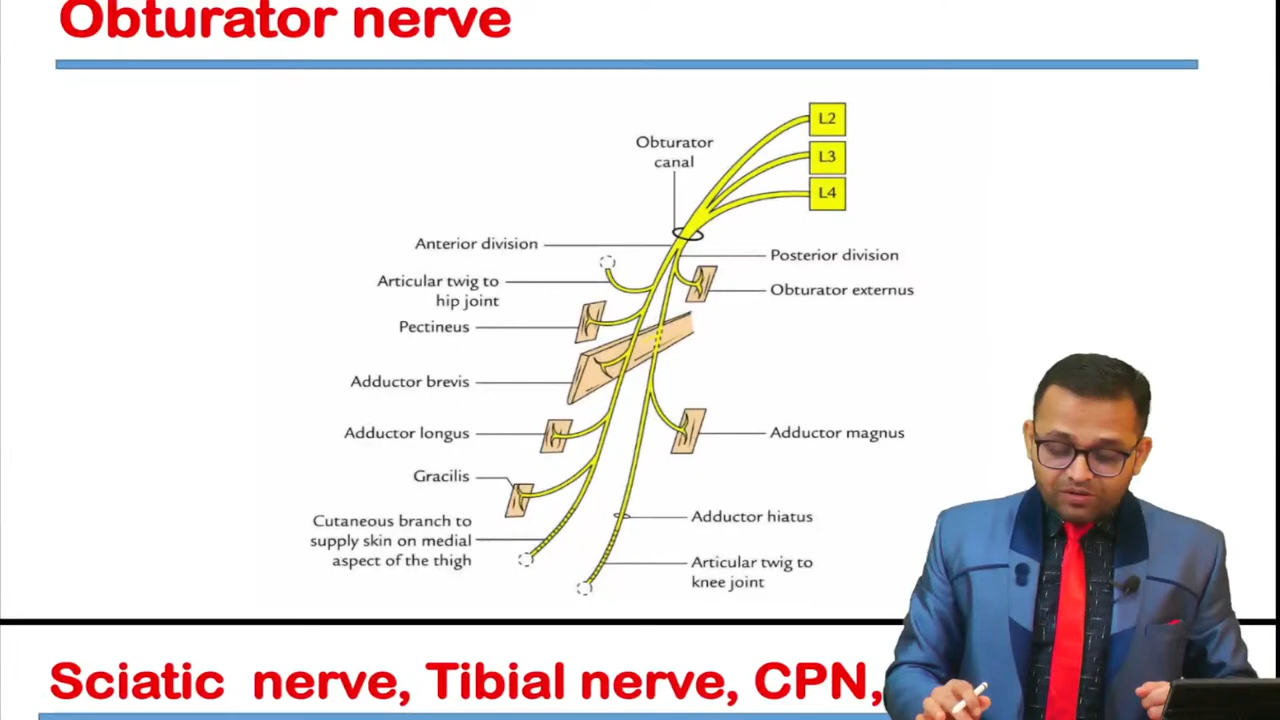 Obturator nerve
L2
Obturator
canal
L3
L4
Anterior division
Posterior division
Articular twig to
hip joint
Obturator externus
Pectineus
Adductor brevis
Adductor longus
Adductor magnus
Gracilis
Cutaneous branch to
supply skin on medial
aspect of the thigh
Adductor hiatus
Articular twig to
knee joint
Sciatic nerve, Tibial nerve, CPN,